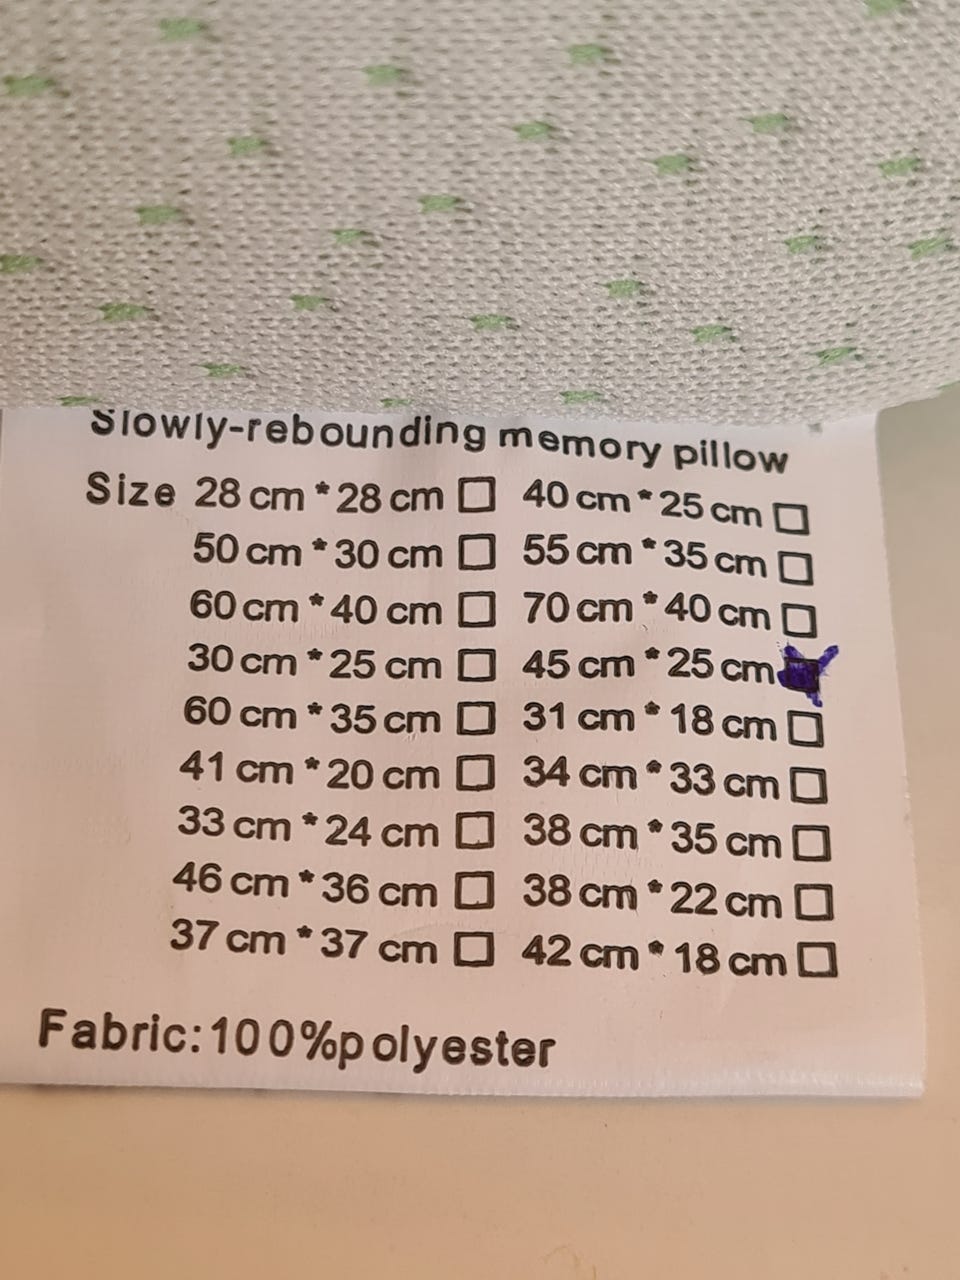 Slowly-rebounding memory pillow
Size 28 cm * 28 cm □ 40 cm * 25 cm □
50 cm * 30 cm □ 55 cm * 35 cm □
60 cm * 40 cm □ 70 cm * 40 cm □
30 cm * 25 cm □ 45 cm * 25 cm ■
60 cm * 35 cm □ 31 cm * 18 cm □
41 cm * 20 cm □ 34 cm * 33 cm □
33 cm * 24 cm □ 38 cm * 35 cm □
46 cm * 36 cm □ 38 cm * 22 cm □
37 cm * 37 cm □ 42 cm * 18 cm □
Fabric:100%polyester